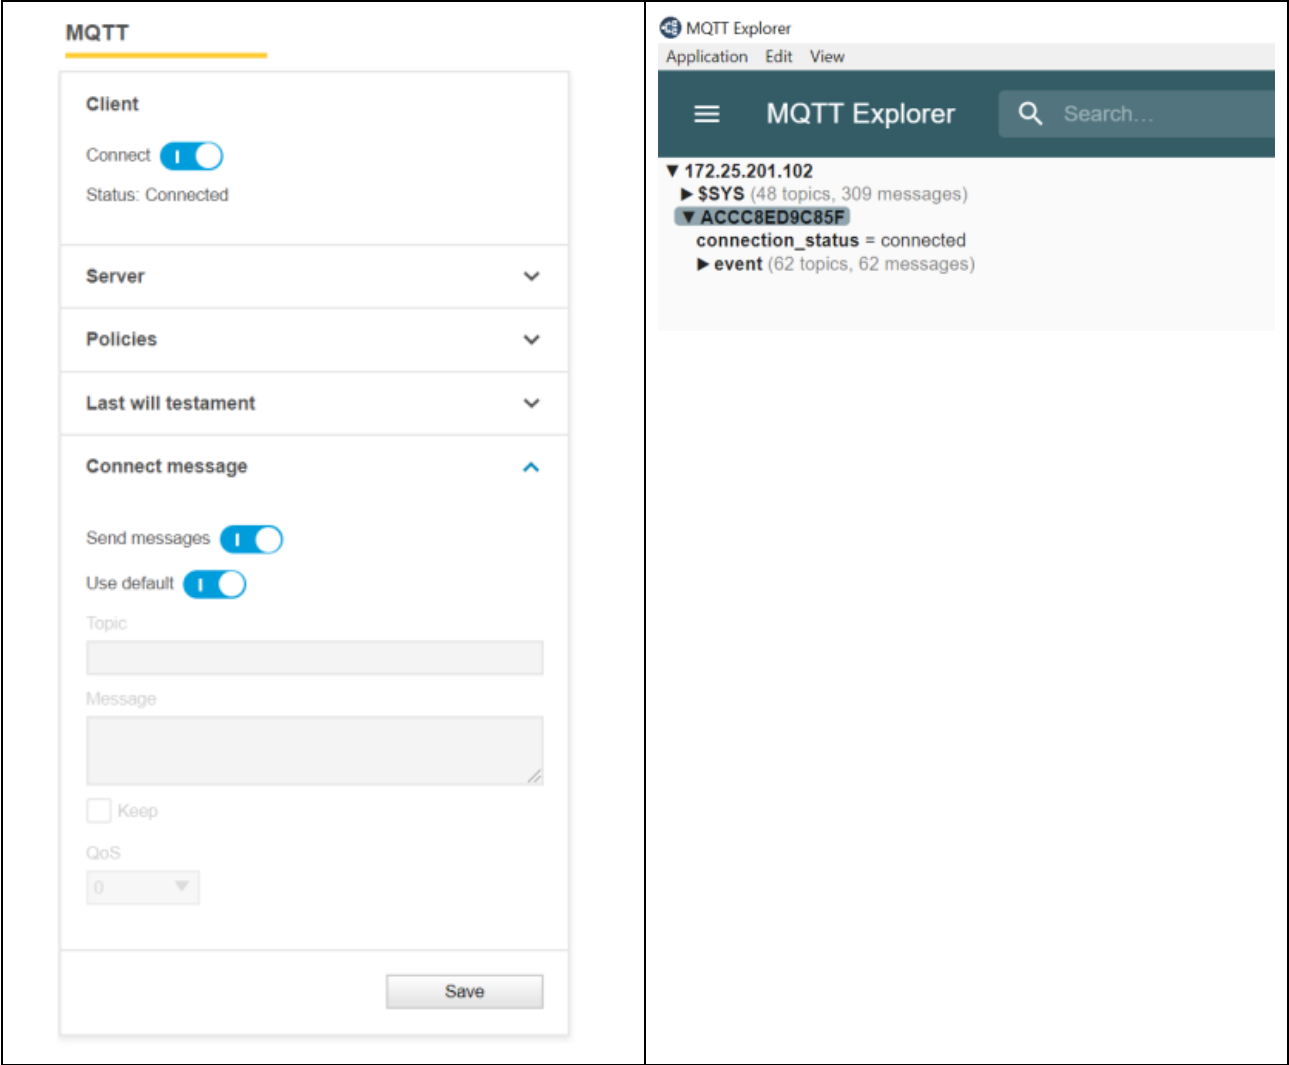 MQTT
Client
Connect
Status: Connected
Server
Policies
Last will testament
Connect message
Send messages
Use default
Topic
Message
Keep
QoS
0
Save
MQTT Explorer
Application Edit View
MQTT Explorer Search...
172.25.201.102
$SYS (48 topics, 309 messages)
ACCC8ED9C85F
connection_status = connected
event (62 topics, 62 messages)